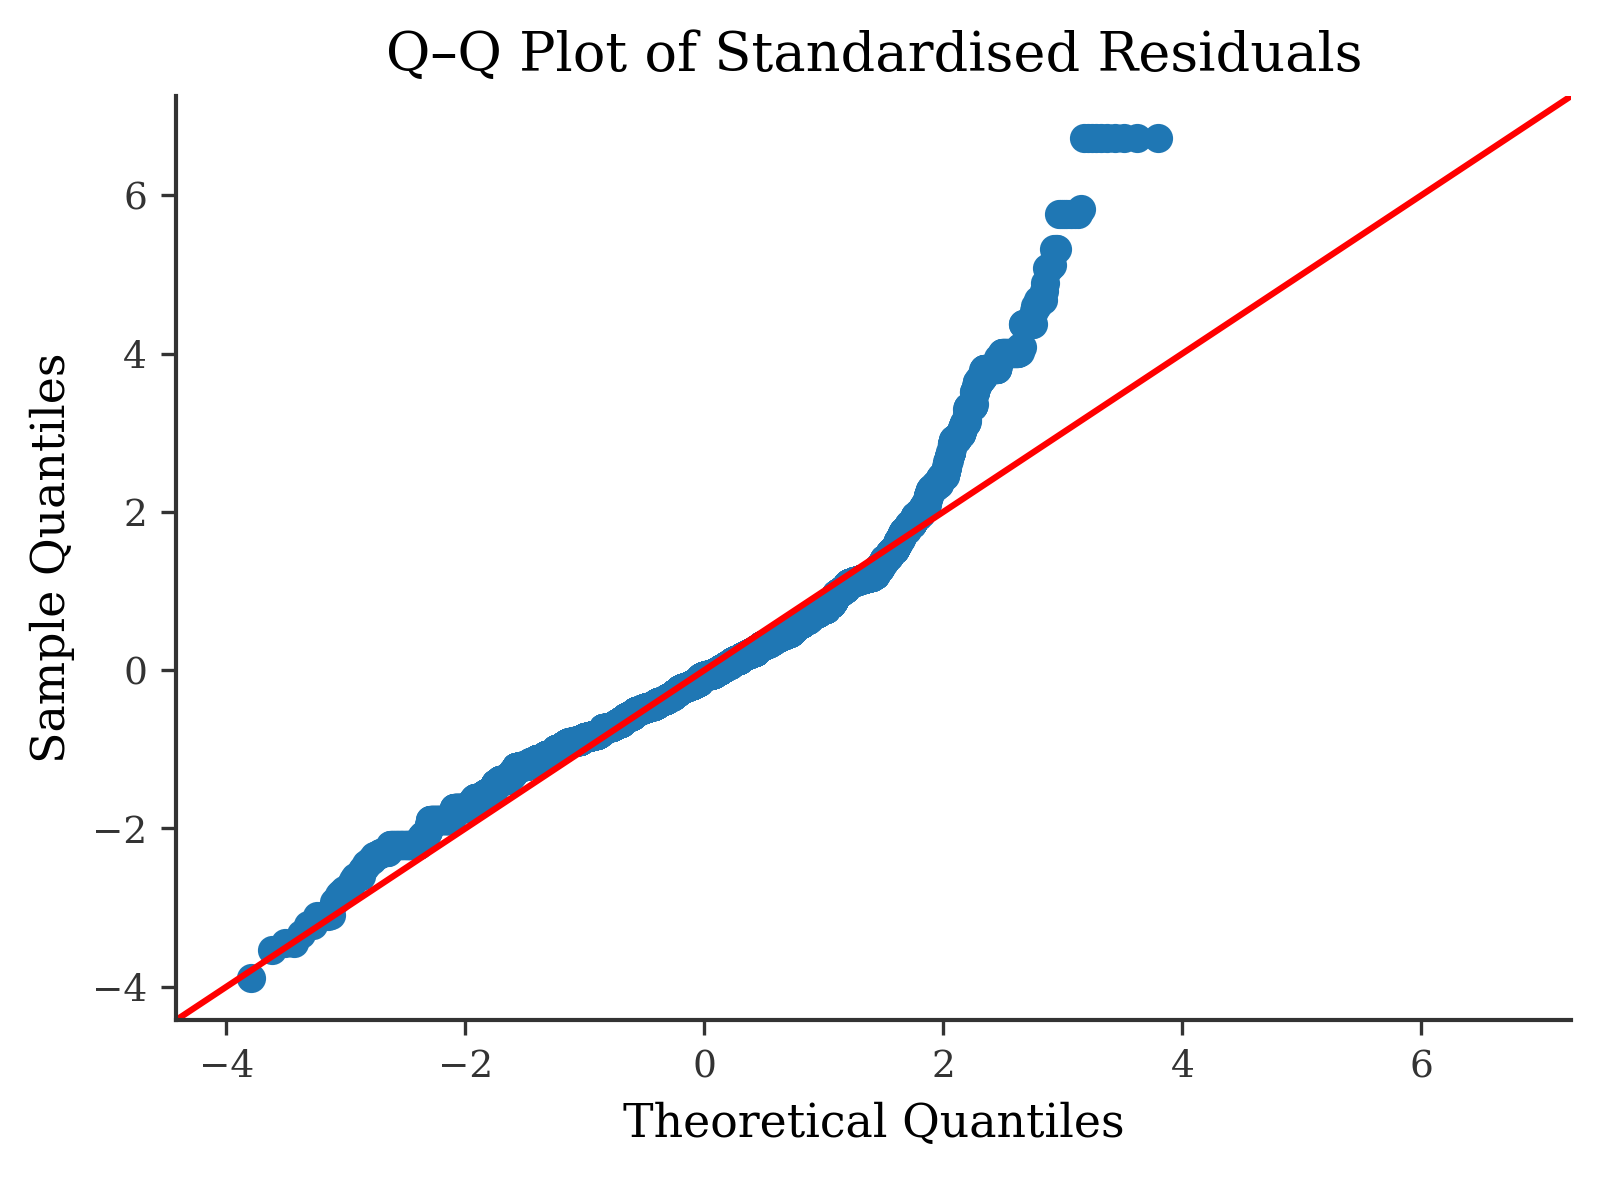 Q–Q Plot of Standardised Residuals
6
4
2
0
−2
−4
Sample Quantiles
−4 −2 0 2 4 6
Theoretical Quantiles